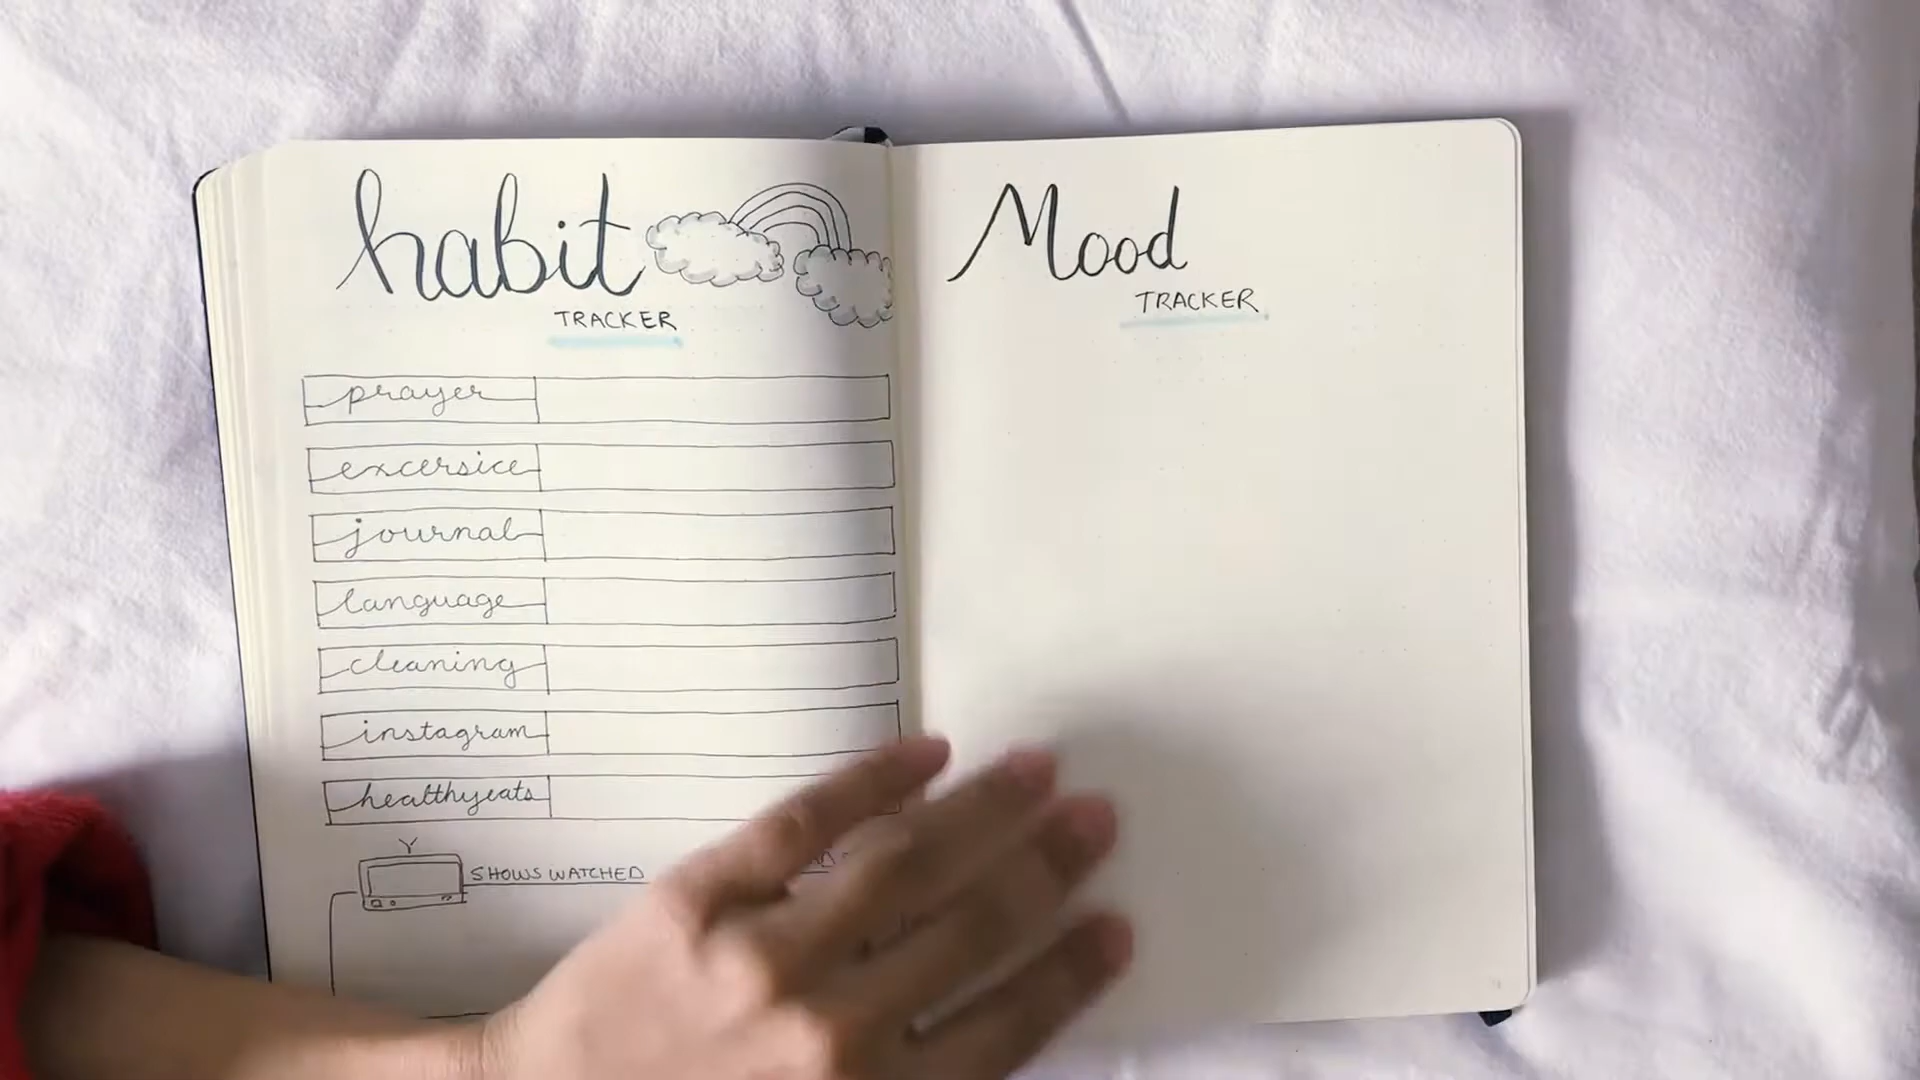 habit
TRACKER
prayer
excersice
journal
language
cleaning
instagram
healthyeats
SHOWS WATCHED
Mood
TRACKER